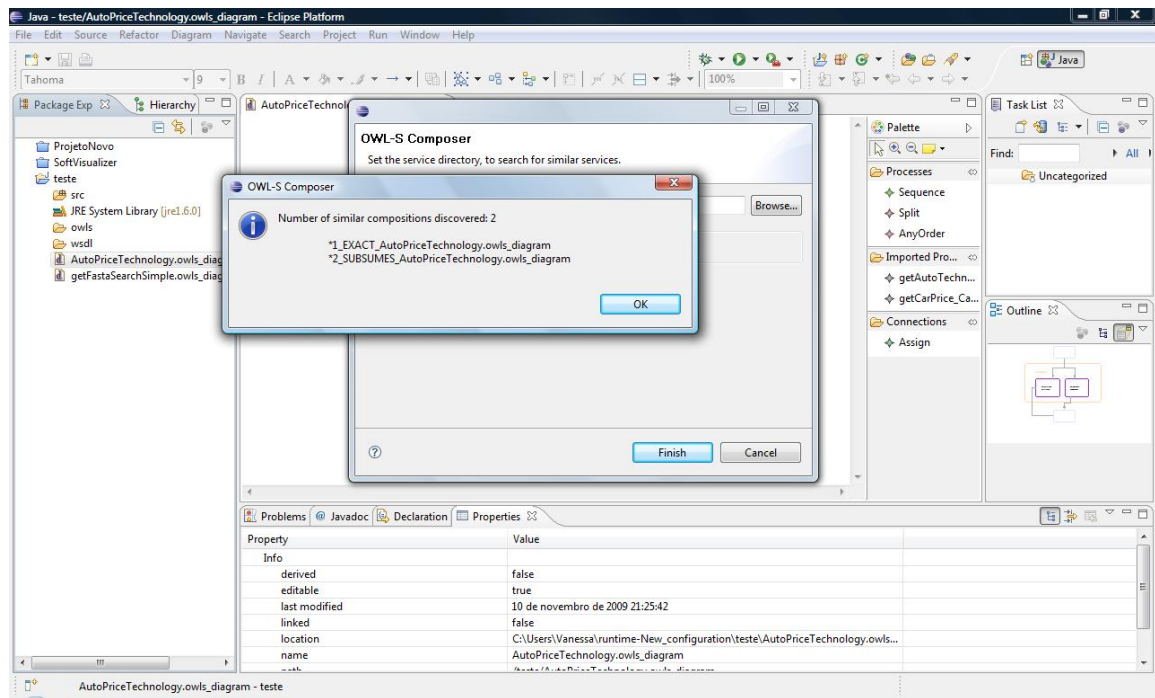 Java - teste/AutoPriceTechnology.owls_diagram - Eclipse Platform
File Edit Source Refactor Diagram Navigate Search Project Run Window Help
Java
Tahoma 9 B I A 100%
Package Exp Hierarchy
ProjetoNovo
SoftVisualizer
teste
src
JRE System Library [jre1.6.0]
owls
wsdl
AutoPriceTechnology.owls_diag
getFastaSearchSimple.owls_diag
AutoPriceTechnol
OWL-S Composer
Set the service directory, to search for similar services.
Browse...
OWL-S Composer
Number of similar compositions discovered: 2
*1_EXACT_AutoPriceTechnology.owls_diagram
*2_SUBSUMES_AutoPriceTechnology.owls_diagram
OK
Finish Cancel
Palette
Processes
Sequence
Split
AnyOrder
Imported Pro...
getAutoTechn...
getCarPrice_Ca...
Connections
Assign
Task List
Find: All
Uncategorized
Outline
Problems @ Javadoc Declaration Properties
Property Value
Info
derived false
editable true
last modified 10 de novembro de 2009 21:25:42
linked false
location C:\Users\Vanessa\runtime-New_configuration\teste\AutoPriceTechnology.owls...
name AutoPriceTechnology.owls_diagram
AutoPriceTechnology.owls_diagram - teste